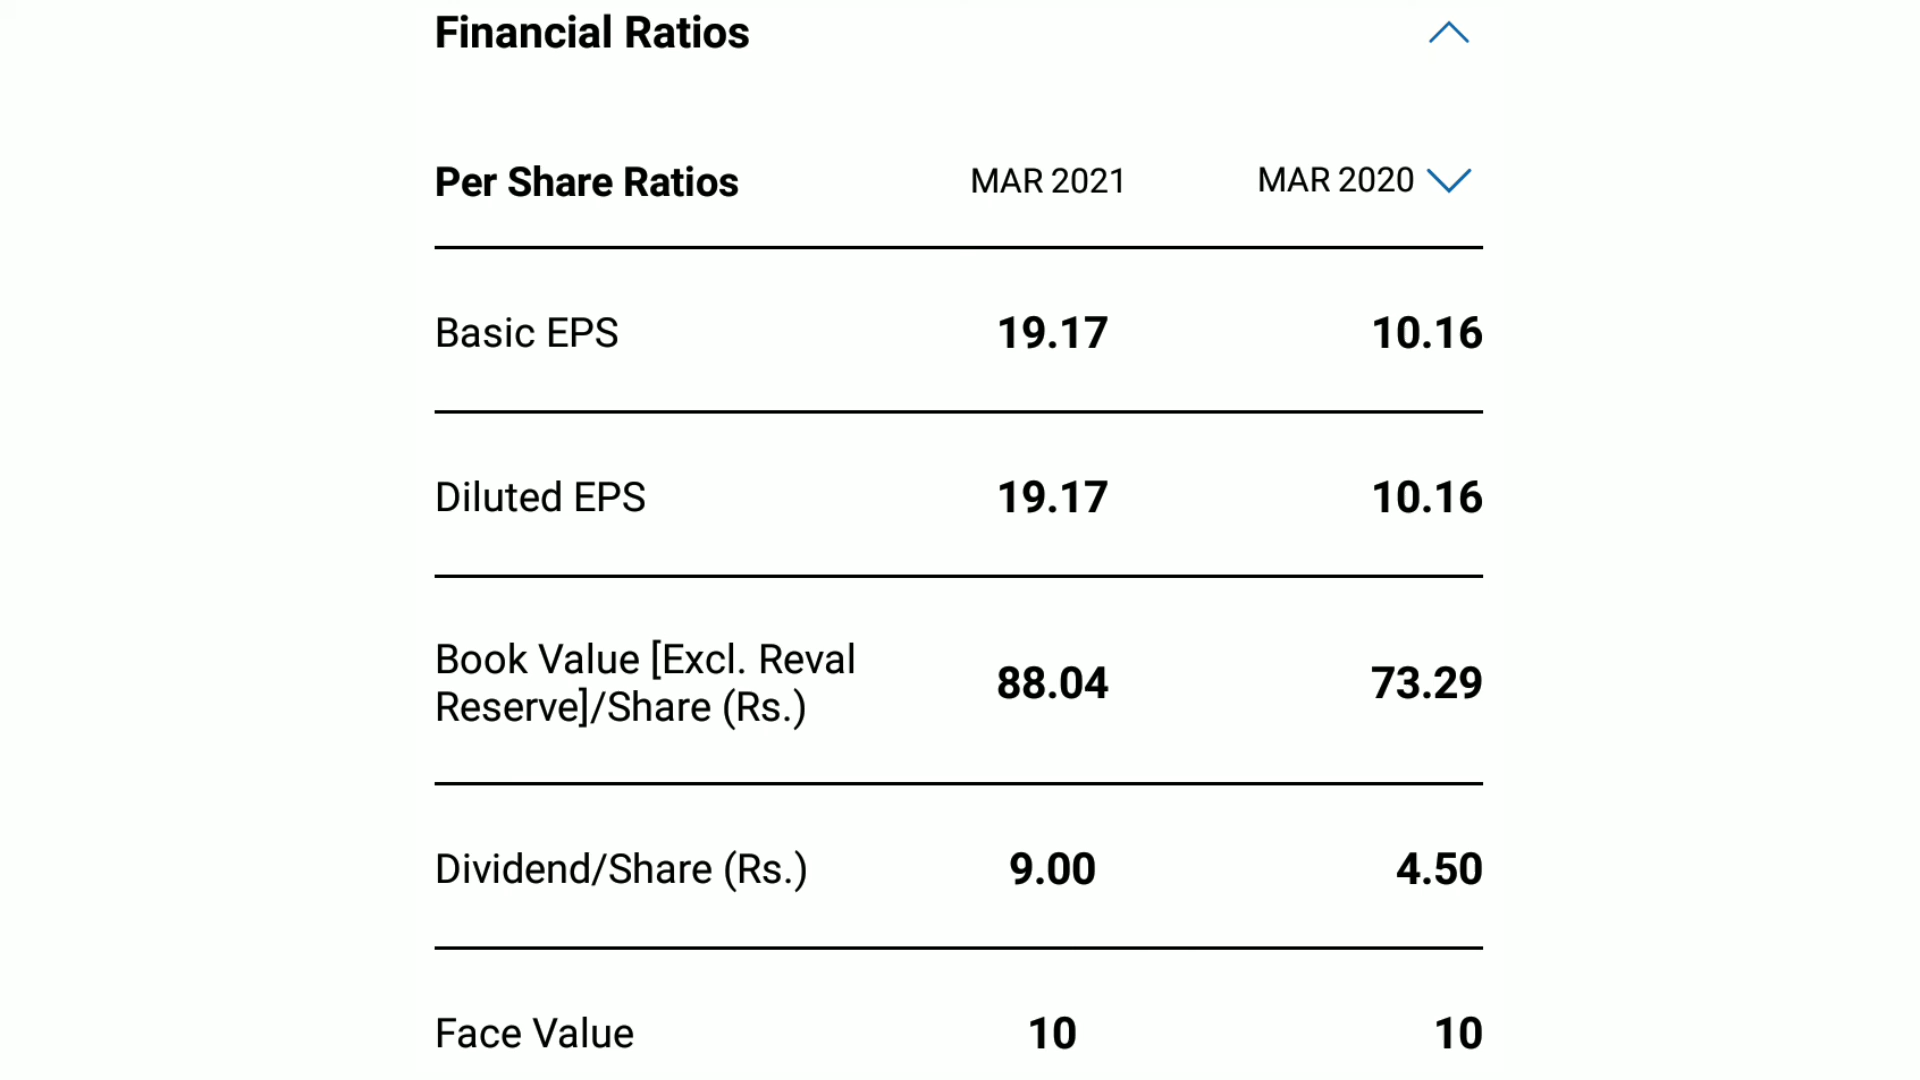 Financial Ratios
Per Share Ratios MAR 2021 MAR 2020
Basic EPS 19.17 10.16
Diluted EPS 19.17 10.16
Book Value [Excl. Reval
Reserve]/Share (Rs.) 88.04 73.29
Dividend/Share (Rs.) 9.00 4.50
Face Value 10 10